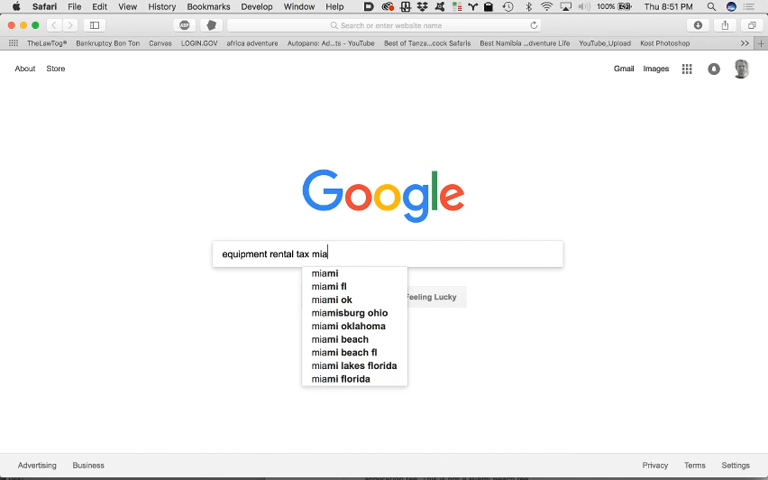 Safari File Edit View History Bookmarks Develop Window Help 100% Thu 8:51 PM
Search or enter website name
TheLawTog® Bankruptcy Bon Ton Canvas LOGIN.GOV africa adventure Autopano: Ad...ts - YouTube Best of Tanza...cock Safaris Best Namibia ...dventure Life YouTube,Upload Kost Photoshop
About Store Gmail Images
Google
equipment rental tax mia
miami
miami fl
Feeling Lucky
miami ok
miamisburg ohio
miami oklahoma
miami beach
miami beach fl
miami lakes florida
miami florida
Advertising Business Privacy Terms Settings